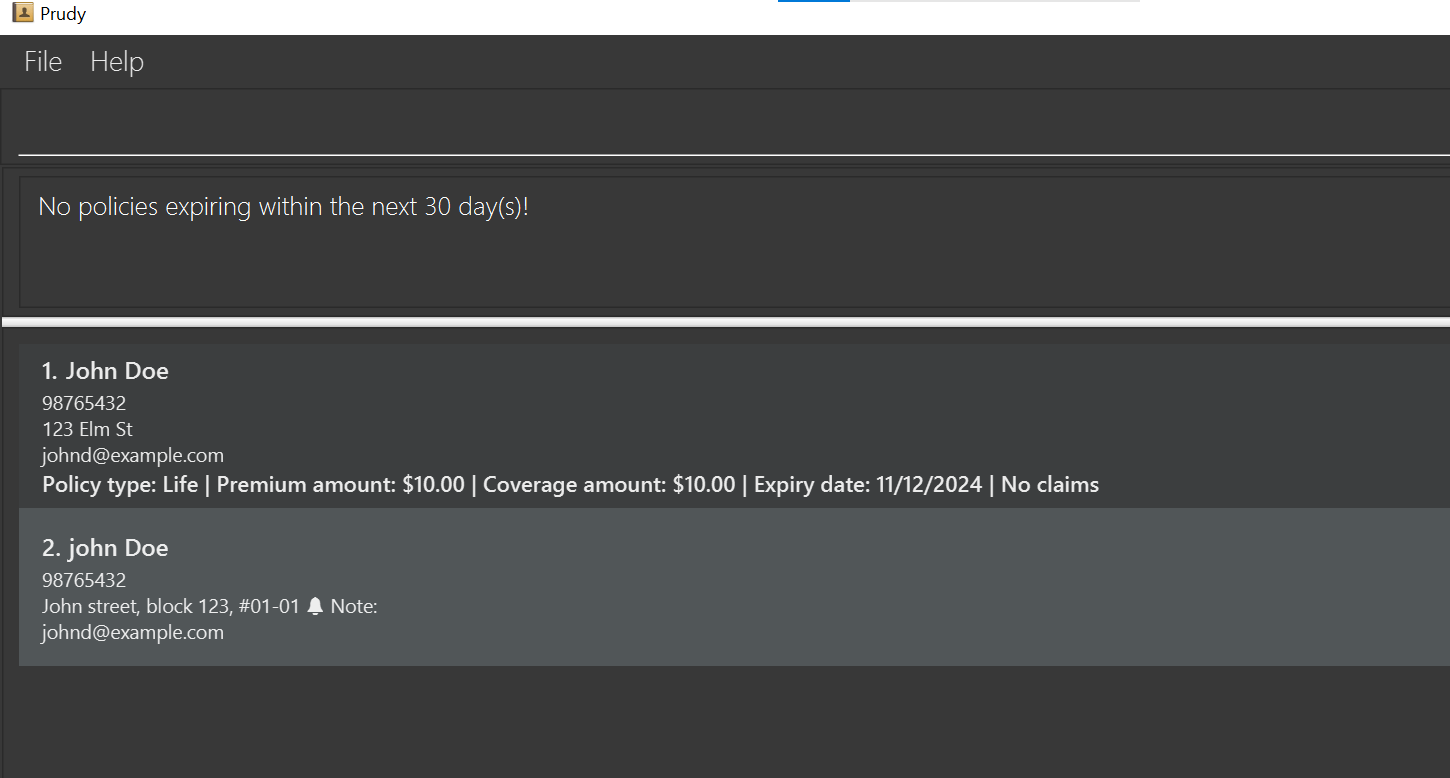 Prudy
File Help
No policies expiring within the next 30 day(s)!
1. John Doe
98765432
123 Elm St
johnd@example.com
Policy type: Life | Premium amount: $10.00 | Coverage amount: $10.00 | Expiry date: 11/12/2024 | No claims
2. john Doe
98765432
John street, block 123, #01-01 🔔 Note:
johnd@example.com